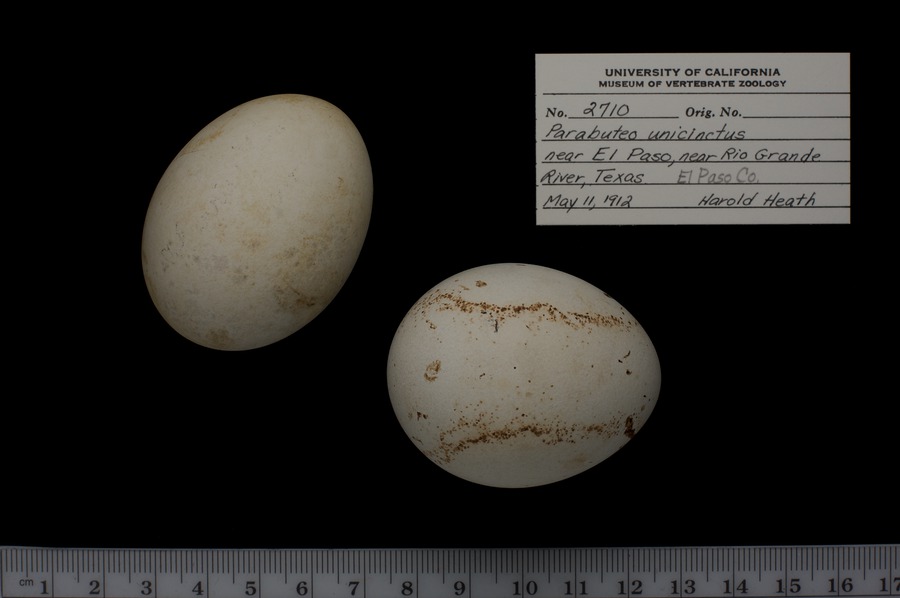 UNIVERSITY OF CALIFORNIA
MUSEUM OF VERTEBRATE ZOOLOGY
No. 2710 Orig. No.
Parabuteo unicinctus
near El Paso, near Rio Grande
River, Texas El Paso Co.
May 11, 1912 Harold Heath
cm 1 2 3 4 5 6 7 8 9 10 11 12 13 14 15 16 17